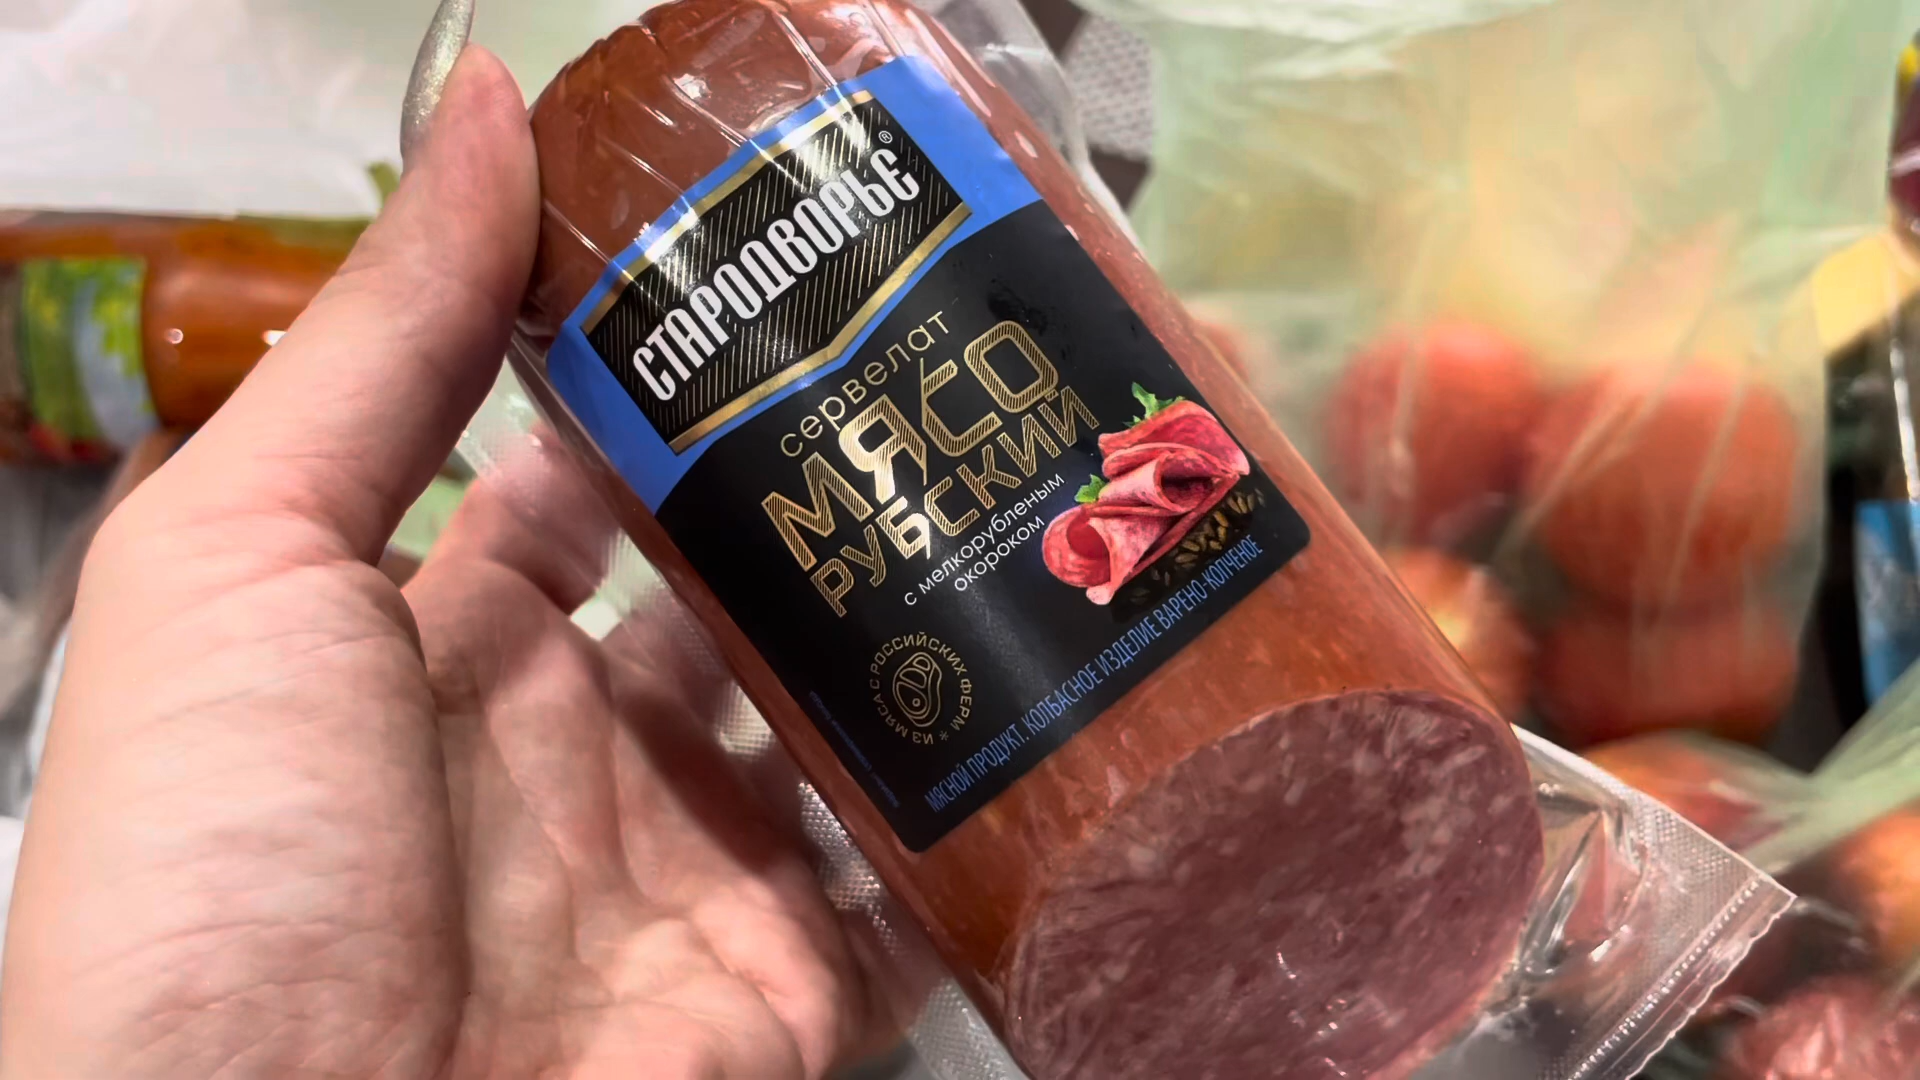 СТАРОДВОРЬЕ®
сервелат
МЯСО
РУБСКИЙ
с мелкорубленым
окороком
ИЗ МЯСА С РОССИЙСКИХ ФЕРМ *
МЯСНОЙ ПРОДУКТ. КОЛБАСНОЕ ИЗДЕЛИЕ ВАРЕНО-КОПЧЕНОЕ